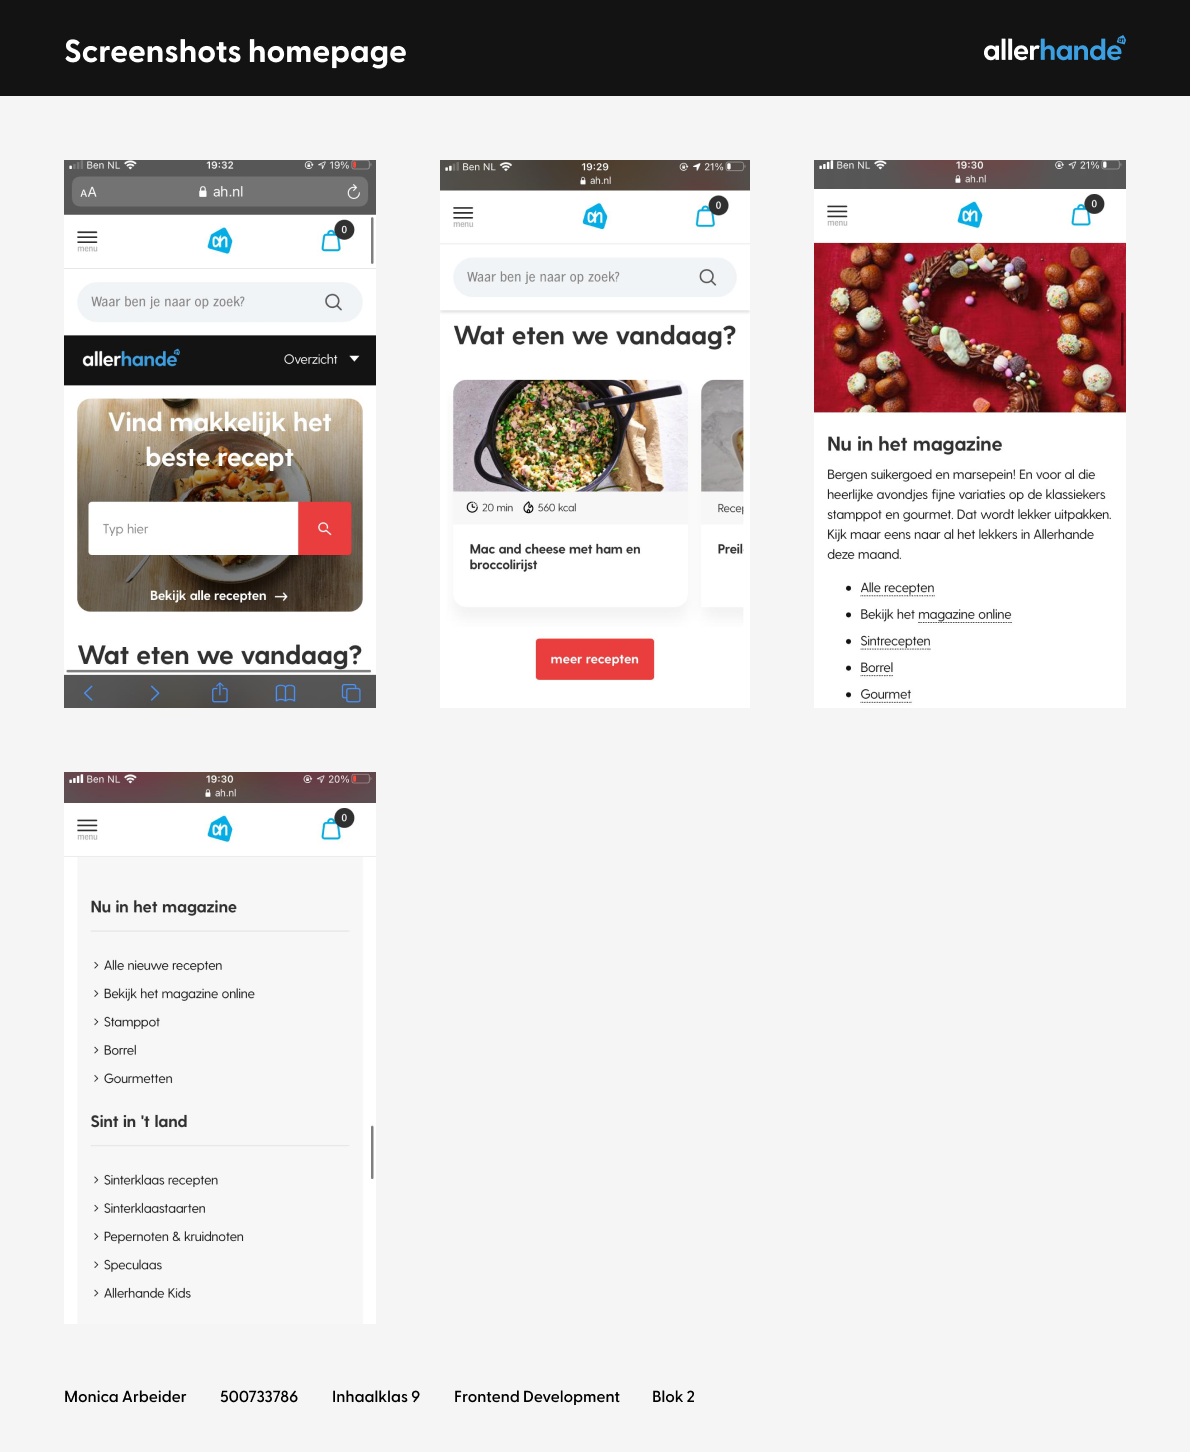 Screenshots homepage
allerhande
Ben NL 19:32 19%
AA ah.nl
menu 0
Waar ben je naar op zoek?
allerhande Overzicht
Vind makkelijk het
beste recept
Typ hier
Bekijk alle recepten →
Wat eten we vandaag?
Ben NL 19:29 21%
ah.nl
menu 0
Waar ben je naar op zoek?
Wat eten we vandaag?
20 min 560 kcal
Recep
Mac and cheese met ham en
broccolirijst
Preil
meer recepten
Ben NL 19:30 21%
ah.nl
menu 0
Nu in het magazine
Bergen suikergoed en marsepein! En voor al die
heerlijke avondjes fijne variaties op de klassiekers
stamppot en gourmet. Dat wordt lekker uitpakken.
Kijk maar eens naar al het lekkers in Allerhande
deze maand.
• Alle recepten
• Bekijk het magazine online
• Sintrecepten
• Borrel
• Gourmet
Ben NL 19:30 20%
ah.nl
menu 0
Nu in het magazine
> Alle nieuwe recepten
> Bekijk het magazine online
> Stamppot
> Borrel
> Gourmetten
Sint in 't land
> Sinterklaas recepten
> Sinterklaastaarten
> Pepernoten & kruidnoten
> Speculaas
> Allerhande Kids
Monica Arbeider 500733786 Inhaalklas 9 Frontend Development Blok 2